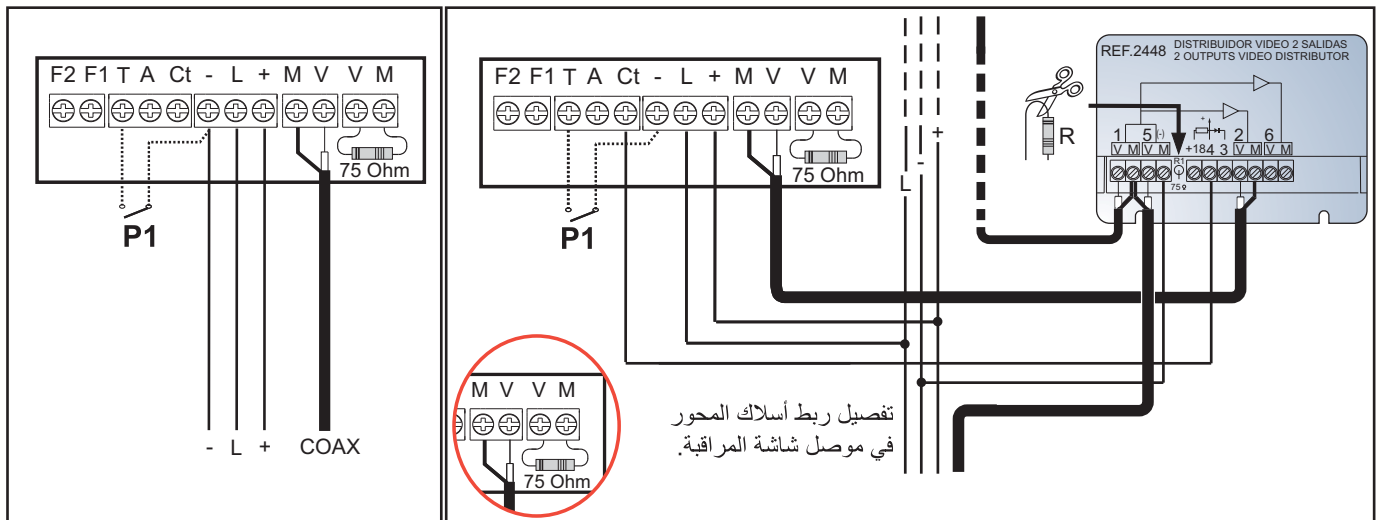 F2 F1 T A Ct - L + M V V M
75 Ohm
P1
- L + COAX
F2 F1 T A Ct - L + M V V M
75 Ohm
P1
L - +
R
REF.2448
DISTRIBUIDOR VIDEO 2 SALIDAS
2 OUTPUTS VIDEO DISTRIBUTOR
+
1 5 (-) 2 6
V M V M +18 4 3 V M V M
R1
75Ω
M V V M
75 Ohm
تفصيل ربط أسلاك المحور
في موصل شاشة المراقبة.